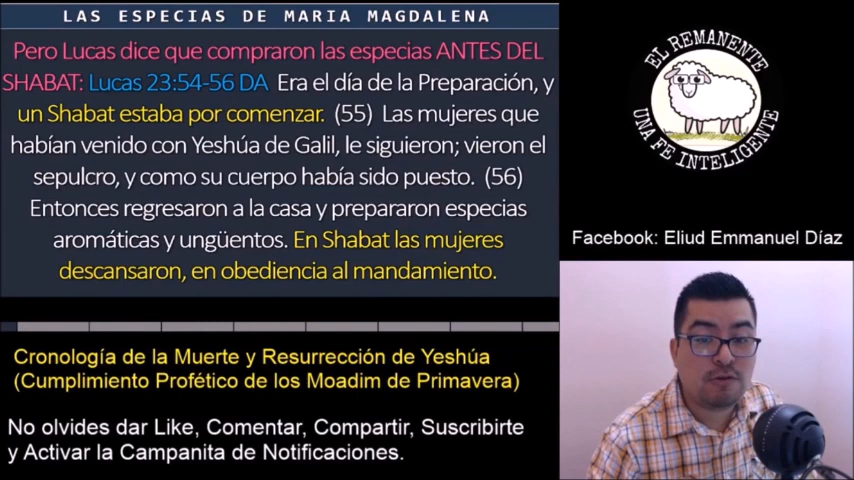 LAS ESPECIAS DE MARIA MAGDALENA
Pero Lucas dice que compraron las especias ANTES DEL
SHABAT: Lucas 23:54-56 DA Era el día de la Preparación, y
un Shabat estaba por comenzar. (55) Las mujeres que
habían venido con Yeshúa de Galil, le siguieron; vieron el
sepulcro, y como su cuerpo había sido puesto. (56)
Entonces regresaron a la casa y prepararon especias
aromáticas y ungüentos. En Shabat las mujeres
descansaron, en obediencia al mandamiento.
EL REMANENTE
UNA FE INTELIGENTE
Facebook: Eliud Emmanuel Díaz
Cronología de la Muerte y Resurrección de Yeshúa
(Cumplimiento Profético de los Moadim de Primavera)
No olvides dar Like, Comentar, Compartir, Suscribirte
y Activar la Campanita de Notificaciones.